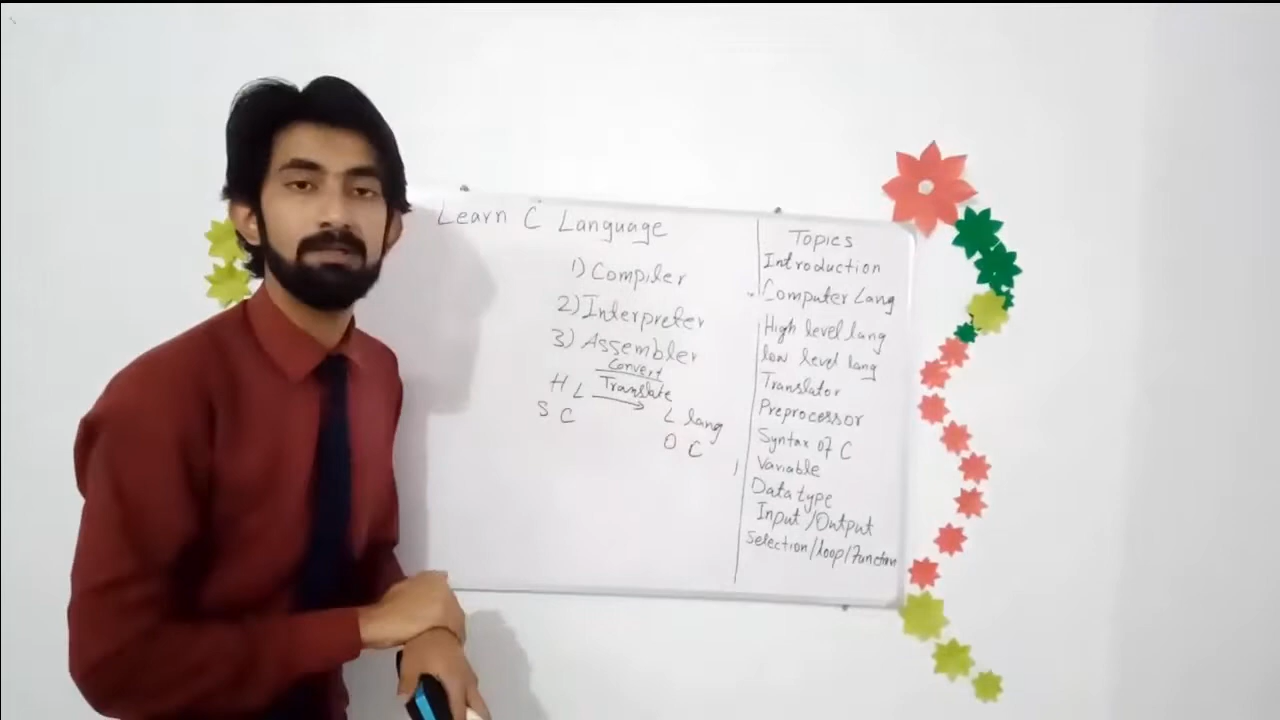 Learn C Language
1) Compiler
2) Interpreter
3) Assembler
Convert
H L Translate L lang
S C O C
Topics
Introduction
Computer Lang
High level lang
low level lang
Translator
Preprocessor
Syntax of C
Variable
Data type
Input/Output
Selection/loop/Function